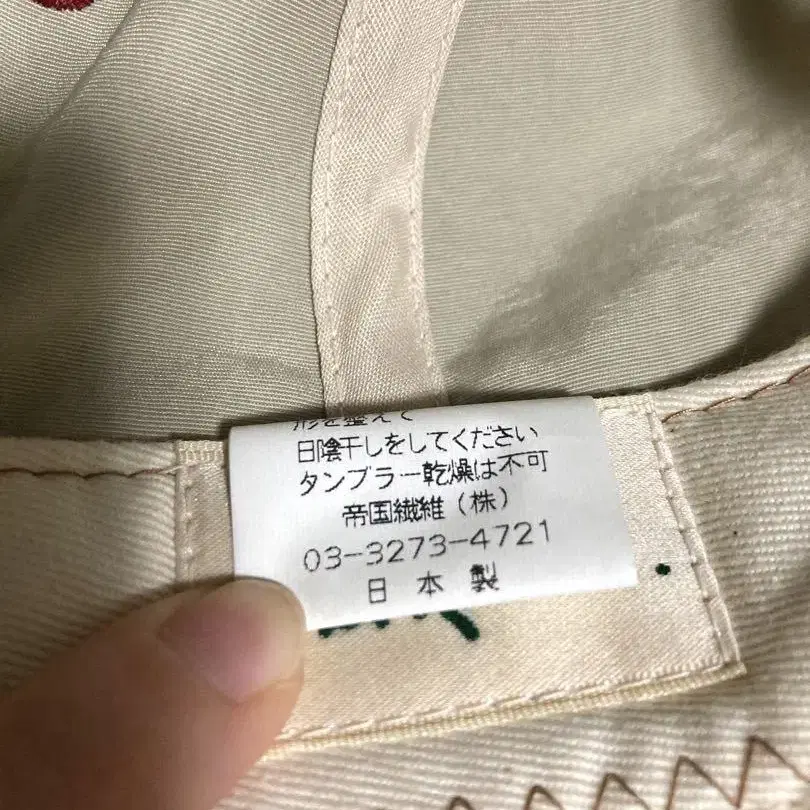 形を整えて
日陰干しをしてください
タンブラー乾燥は不可
帝国繊維（株）
03-3273-4721
日本製